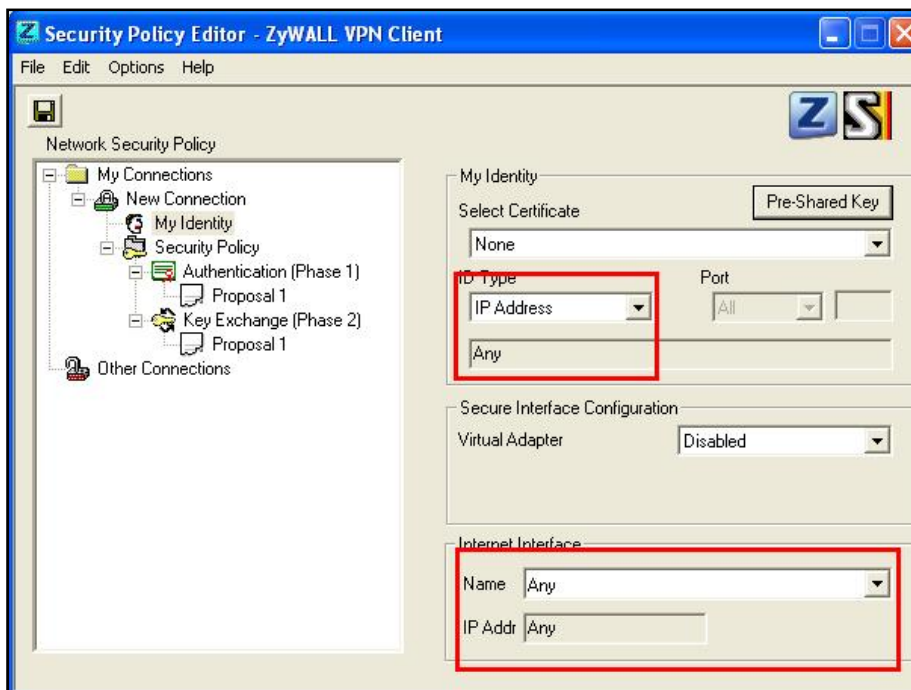 Security Policy Editor - ZyWALL VPN Client
File Edit Options Help
Network Security Policy
My Connections
New Connection
My Identity
Security Policy
Authentication (Phase 1)
Proposal 1
Key Exchange (Phase 2)
Proposal 1
Other Connections
My Identity
Select Certificate
Pre-Shared Key
None
ID Type Port
IP Address All
Any
Secure Interface Configuration
Virtual Adapter Disabled
Internet Interface
Name Any
IP Addr Any